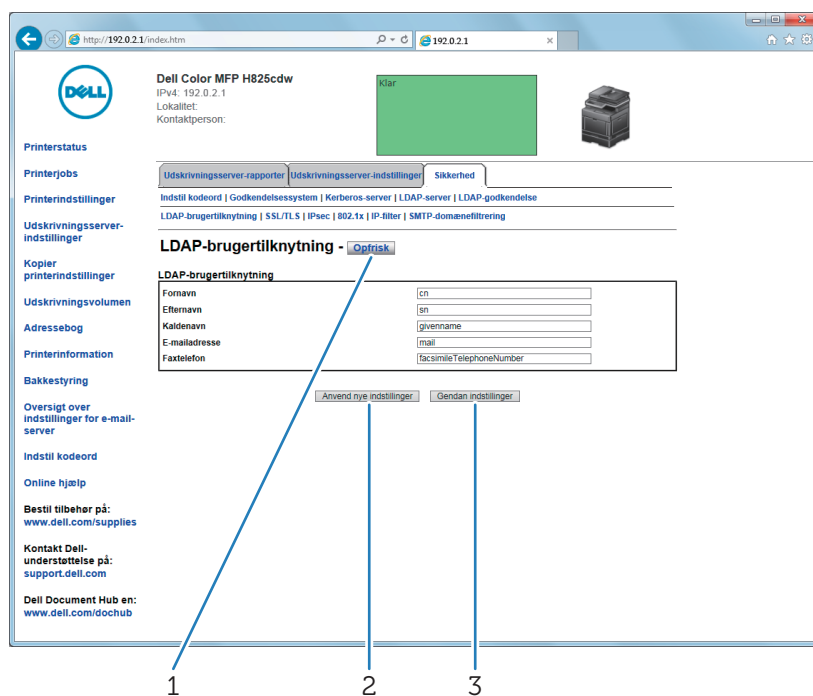 http://192.0.2.1/index.htm
192.0.2.1
DELL
Dell Color MFP H825cdw
IPv4: 192.0.2.1
Lokalitet:
Kontaktperson:
Klar
Printerstatus
Printerjobs
Printerindstillinger
Udskrivningsserver-
indstillinger
Kopier
printerindstillinger
Udskrivningsvolumen
Adressebog
Printerinformation
Bakkestyring
Oversigt over
indstillinger for e-mail-
server
Indstil kodeord
Online hjælp
Bestil tilbehør på:
www.dell.com/supplies
Kontakt Dell-
understøttelse på:
support.dell.com
Dell Document Hub en:
www.dell.com/dochub
Udskrivningsserver-rapporter Udskrivningsserver-indstillinger Sikkerhed
Indstil kodeord | Godkendelsessystem | Kerberos-server | LDAP-server | LDAP-godkendelse
LDAP-brugertilknytning | SSL/TLS | IPsec | 802.1x | IP-filter | SMTP-domænefiltrering
LDAP-brugertilknytning - Opfrisk
LDAP-brugertilknytning
Fornavn cn
Efternavn sn
Kaldenavn givenname
E-mailadresse mail
Faxtelefon facsimileTelephoneNumber
Anvend nye indstillinger Gendan indstillinger
1 2 3